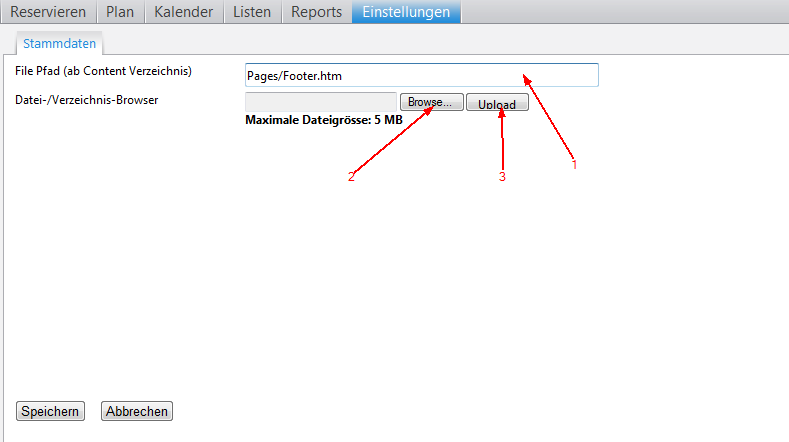 Reservieren Plan Kalender Listen Reports Einstellungen
Stammdaten
File Pfad (ab Content Verzeichnis) Pages/Footer.htm
Datei-/Verzeichnis-Browser Browse... Upload
Maximale Dateigrösse: 5 MB
2 3 1
Speichern Abbrechen